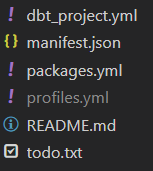 ! dbt_project.yml
{} manifest.json
! packages.yml
! profiles.yml
README.md
todo.txt